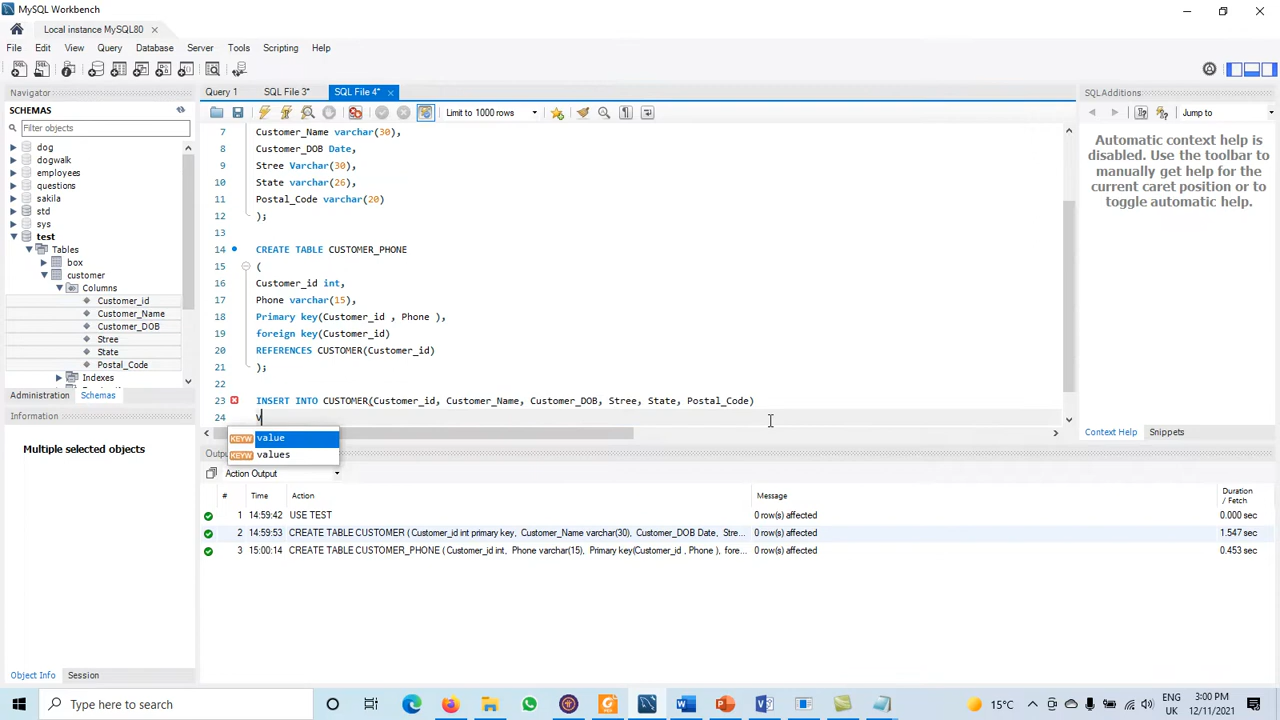 MySQL Workbench
Local instance MySQL80
File Edit View Query Database Server Tools Scripting Help
Navigator
SCHEMAS
Filter objects
dog
dogwalk
employees
questions
sakila
std
sys
test
Tables
box
customer
Columns
Customer_id
Customer_Name
Customer_DOB
Stree
State
Postal_Code
Indexes
Administration Schemas
Information
Multiple selected objects
Object Info Session
Query 1 SQL File 3* SQL File 4*
Limit to 1000 rows
7 Customer_Name varchar(30),
8 Customer_DOB Date,
9 Stree Varchar(30),
10 State varchar(26),
11 Postal_Code varchar(20)
12 );
13
14 CREATE TABLE CUSTOMER_PHONE
15 (
16 Customer_id int,
17 Phone varchar(15),
18 Primary key(Customer_id , Phone ),
19 foreign key(Customer_id)
20 REFERENCES CUSTOMER(Customer_id)
21 );
22
23 INSERT INTO CUSTOMER(Customer_id, Customer_Name, Customer_DOB, Stree, State, Postal_Code)
24 V
KEYW value
KEYW values
Action Output
# Time Action Message Duration / Fetch
1 14:59:42 USE TEST 0 row(s) affected 0.000 sec
2 14:59:53 CREATE TABLE CUSTOMER ( Customer_id int primary key, Customer_Name varchar(30), Customer_DOB Date, Stre... 0 row(s) affected 1.547 sec
3 15:00:14 CREATE TABLE CUSTOMER_PHONE ( Customer_id int, Phone varchar(15), Primary key(Customer_id , Phone ), fore... 0 row(s) affected 0.453 sec
SQLAdditions
Jump to
Automatic context help is
disabled. Use the toolbar to
manually get help for the
current caret position or to
toggle automatic help.
Context Help Snippets
Type here to search
15°C
ENG
UK
3:00 PM
12/11/2021